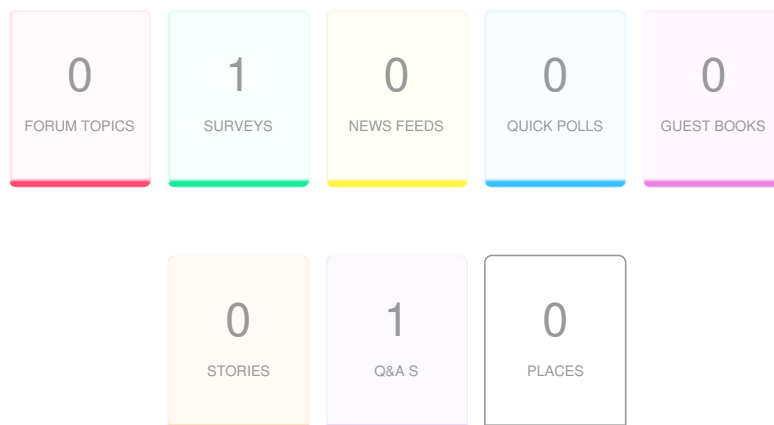 0 1 0 0 0
FORUM TOPICS SURVEYS NEWS FEEDS QUICK POLLS GUEST BOOKS
0 1 0
STORIES Q&A S PLACES